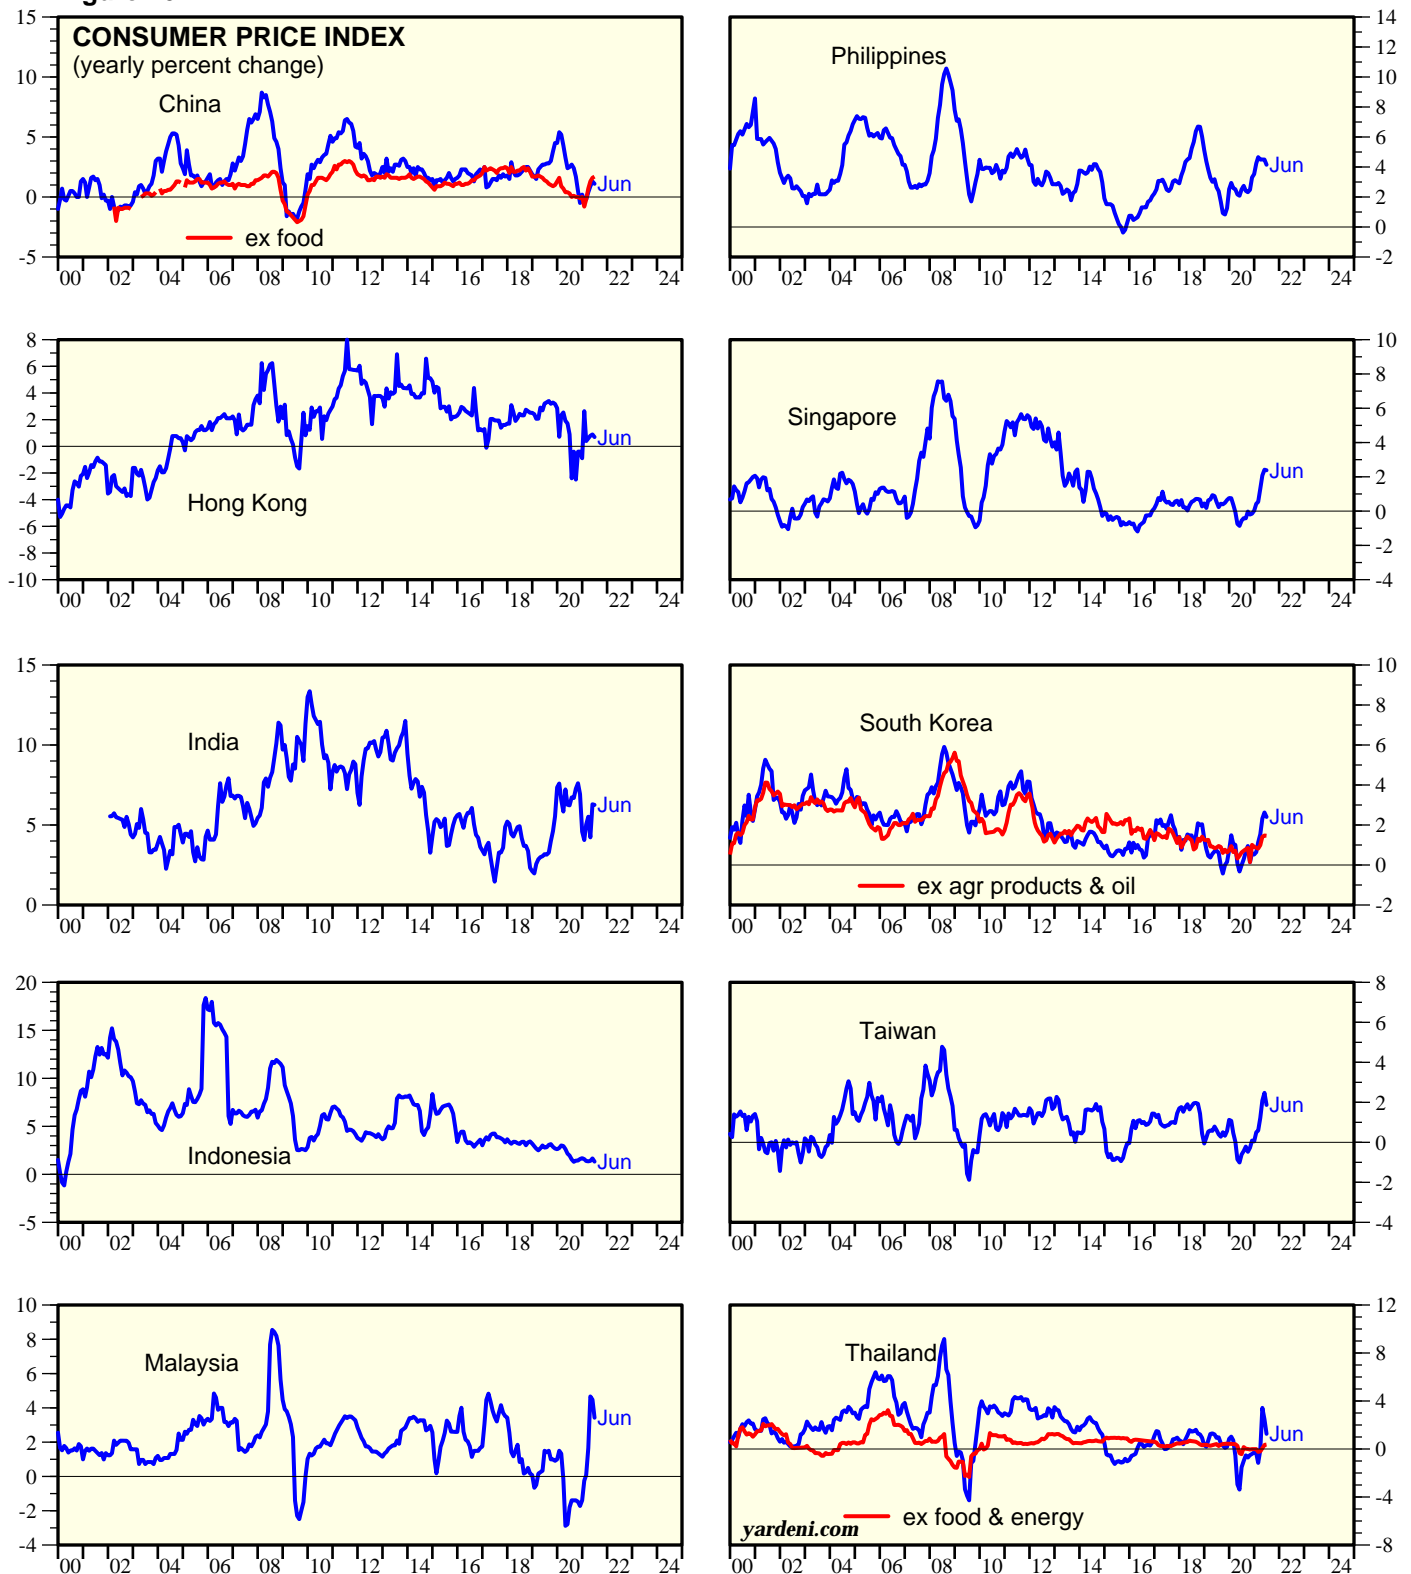 CONSUMER PRICE INDEX
(yearly percent change)
China
ex food
Jun
15
10
5
0
-5
00 02 04 06 08 10 12 14 16 18 20 22 24
Philippines
Jun
14
12
10
8
6
4
2
0
-2
00 02 04 06 08 10 12 14 16 18 20 22 24
Hong Kong
Jun
8
6
4
2
0
-2
-4
-6
-8
-10
00 02 04 06 08 10 12 14 16 18 20 22 24
Singapore
Jun
10
8
6
4
2
0
-2
-4
00 02 04 06 08 10 12 14 16 18 20 22 24
India
Jun
15
10
5
0
00 02 04 06 08 10 12 14 16 18 20 22 24
South Korea
ex agr products & oil
Jun
10
8
6
4
2
0
-2
00 02 04 06 08 10 12 14 16 18 20 22 24
Indonesia
Jun
20
15
10
5
0
-5
00 02 04 06 08 10 12 14 16 18 20 22 24
Taiwan
Jun
8
6
4
2
0
-2
-4
00 02 04 06 08 10 12 14 16 18 20 22 24
Malaysia
Jun
10
8
6
4
2
0
-2
-4
00 02 04 06 08 10 12 14 16 18 20 22 24
Thailand
ex food & energy
yardeni.com
Jun
12
8
4
0
-4
-8
00 02 04 06 08 10 12 14 16 18 20 22 24